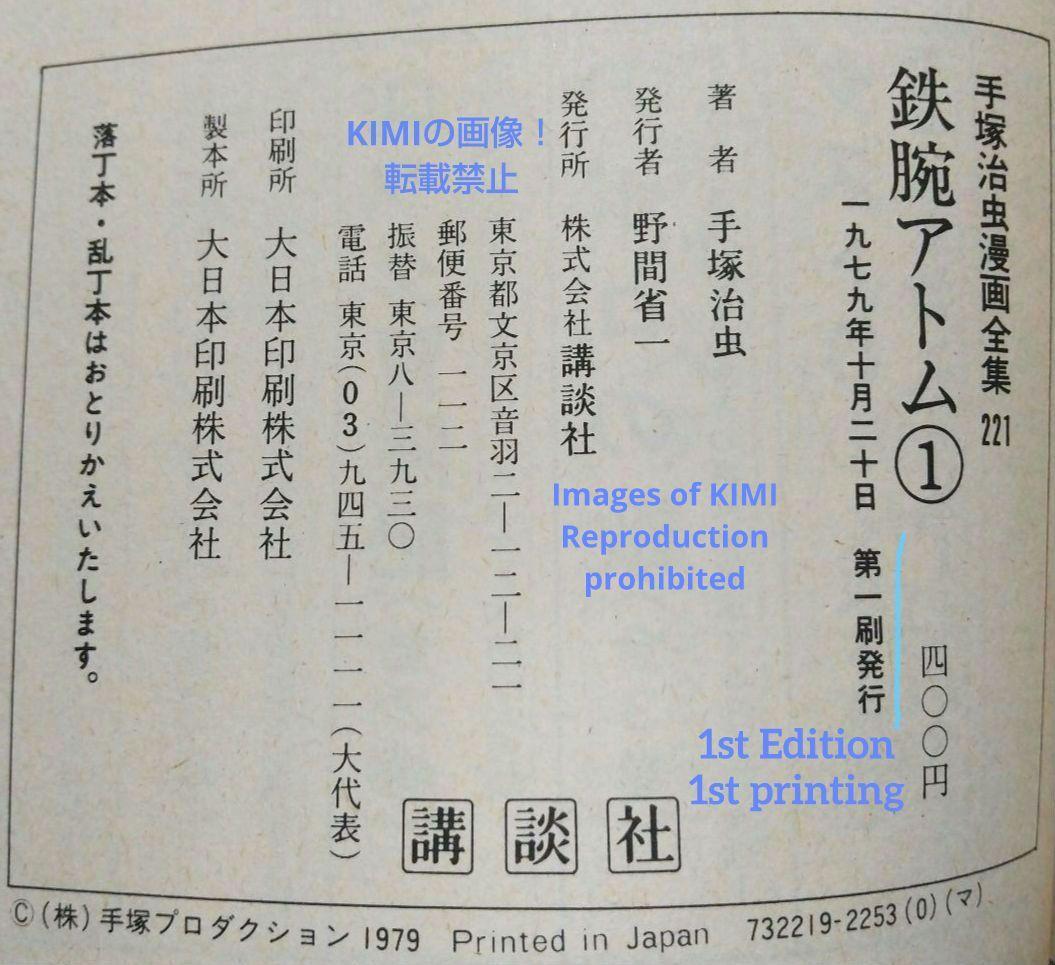 手塚治虫漫画全集 221
鉄腕アトム①
四〇〇円
一九七九年十月二十日 第一刷発行
著者 手塚治虫
発行者 野間省一
発行所 株式会社講談社
東京都文京区音羽二―一二―二一
郵便番号 一一二
振替 東京八―三九三〇
電話 東京(03)九四五―一一一一(大代表)
印刷所 大日本印刷株式会社
製本所 大日本印刷株式会社
落丁本・乱丁本はおとりかえいたします。
講談社
©(株)手塚プロダクション 1979 Printed in Japan 732219-2253(0)(マ)
KIMIの画像!
転載禁止
Images of KIMI
Reproduction
prohibited
1st Edition
1st printing